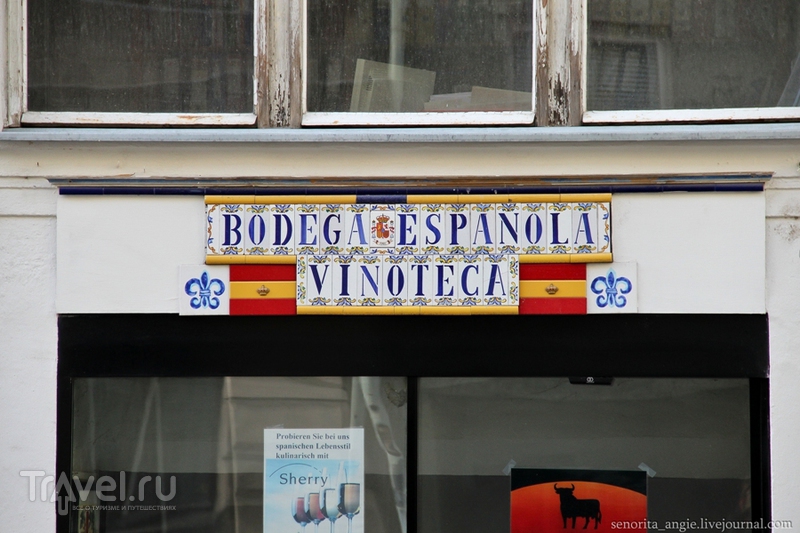 BODEGA ESPAÑOLA
VINOTECA
Probieren Sie bei uns
spanischen Lebensstil
kulinarisch mit
Sherry
Travel.ru
ВСЁ О ТУРИЗМЕ И ПУТЕШЕСТВИЯХ
senorita_angie.livejournal.com